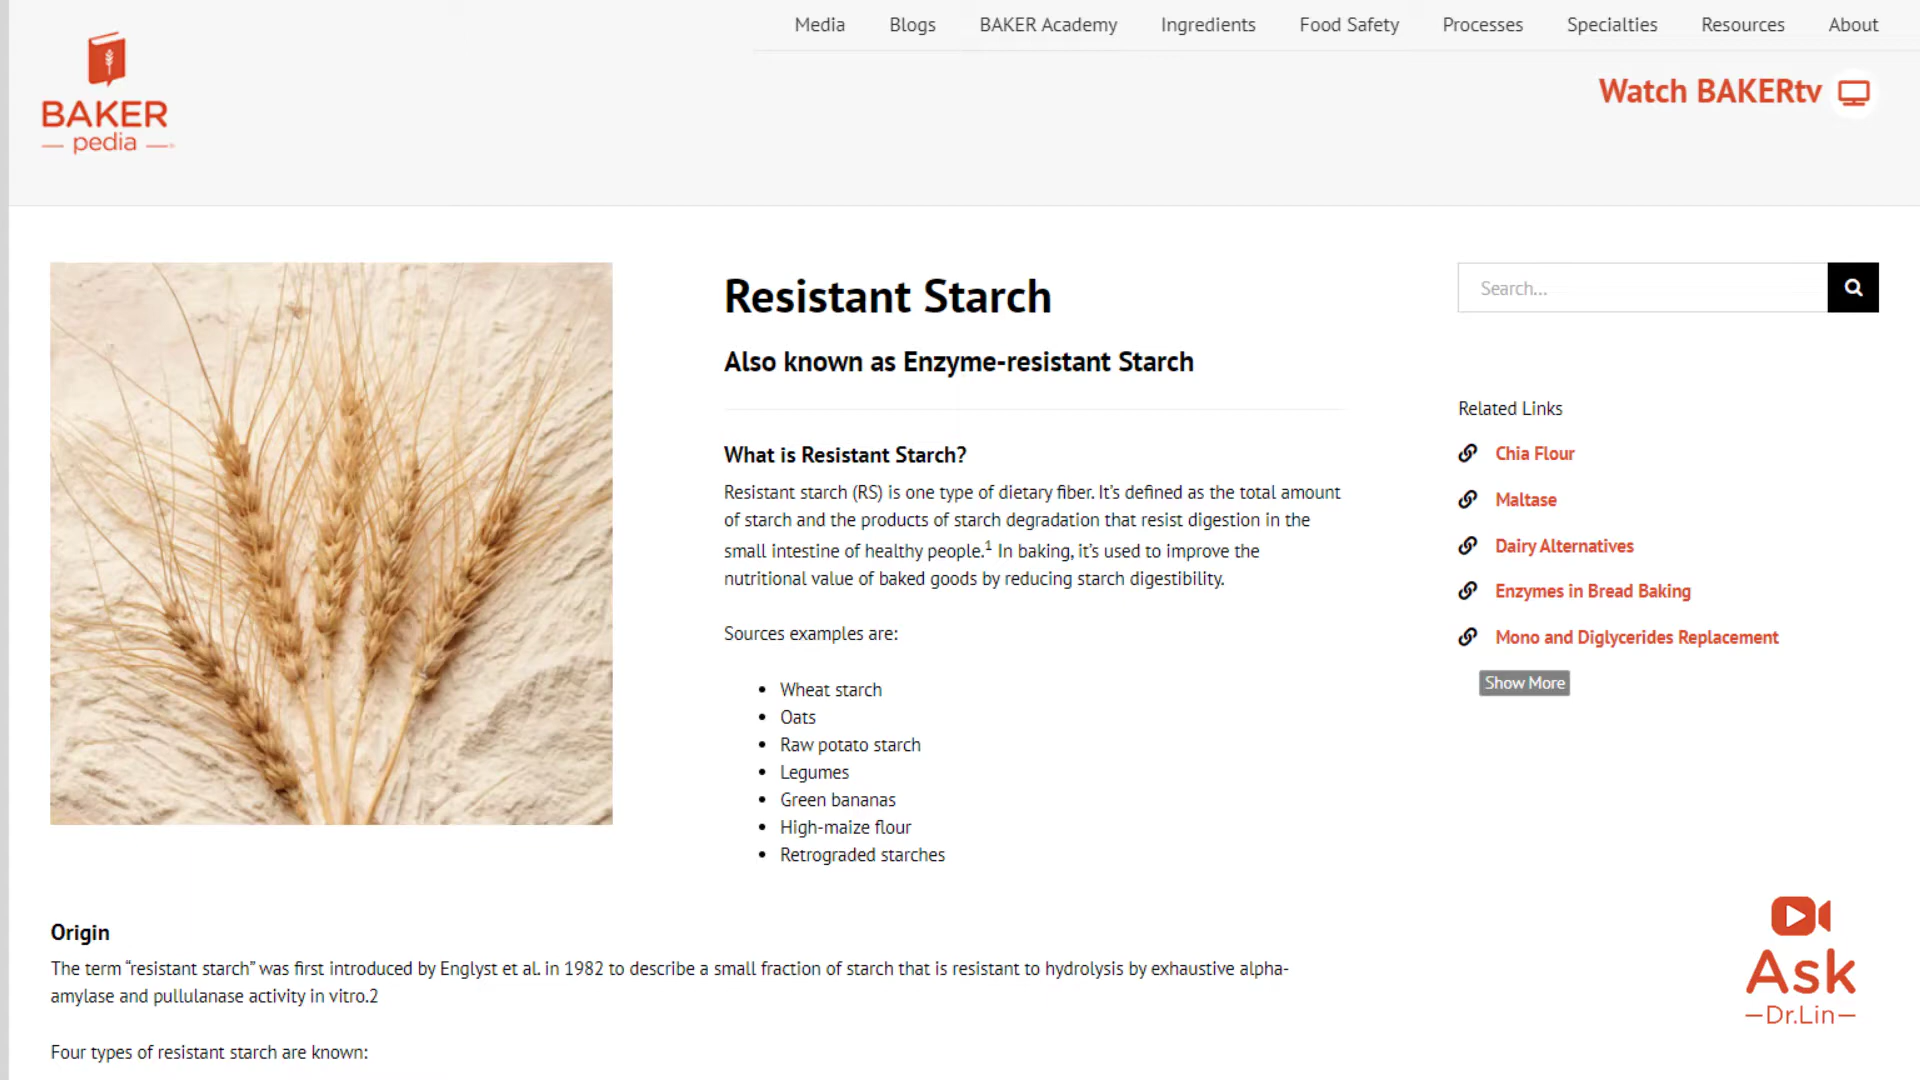 Media Blogs BAKER Academy Ingredients Food Safety Processes Specialties Resources About
BAKER
pedia
Watch BAKERtv
Resistant Starch
Also known as Enzyme-resistant Starch
What is Resistant Starch?
Resistant starch (RS) is one type of dietary fiber. It's defined as the total amount
of starch and the products of starch degradation that resist digestion in the
small intestine of healthy people.1 In baking, it's used to improve the
nutritional value of baked goods by reducing starch digestibility.
Sources examples are:
• Wheat starch
• Oats
• Raw potato starch
• Legumes
• Green bananas
• High-maize flour
• Retrograded starches
Search...
Related Links
Chia Flour
Maltase
Dairy Alternatives
Enzymes in Bread Baking
Mono and Diglycerides Replacement
Show More
Origin
The term “resistant starch” was first introduced by Englyst et al. in 1982 to describe a small fraction of starch that is resistant to hydrolysis by exhaustive alpha-
amylase and pullulanase activity in vitro.2
Four types of resistant starch are known:
Ask
—Dr.Lin—